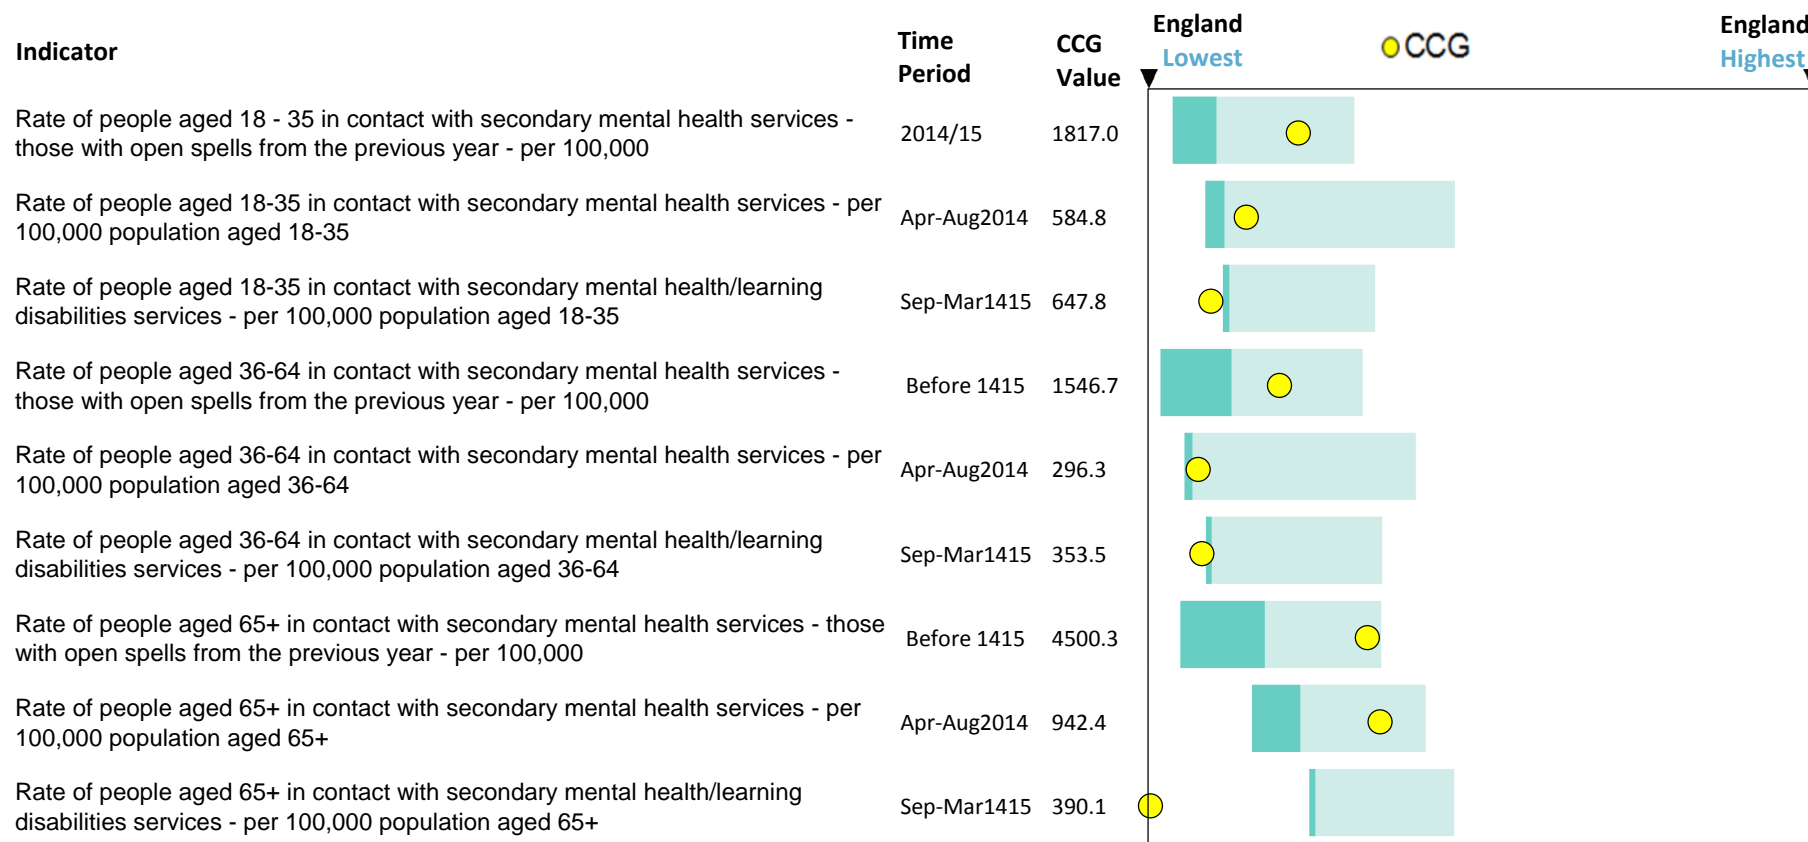 Indicator
Time
Period
CCG
Value
England
Lowest
CCG
England
Highest
Rate of people aged 18 - 35 in contact with secondary mental health services -
those with open spells from the previous year - per 100,000
2014/15
1817.0
Rate of people aged 18-35 in contact with secondary mental health services - per
100,000 population aged 18-35
Apr-Aug2014
584.8
Rate of people aged 18-35 in contact with secondary mental health/learning
disabilities services - per 100,000 population aged 18-35
Sep-Mar1415
647.8
Rate of people aged 36-64 in contact with secondary mental health services -
those with open spells from the previous year - per 100,000
Before 1415
1546.7
Rate of people aged 36-64 in contact with secondary mental health services - per
100,000 population aged 36-64
Apr-Aug2014
296.3
Rate of people aged 36-64 in contact with secondary mental health/learning
disabilities services - per 100,000 population aged 36-64
Sep-Mar1415
353.5
Rate of people aged 65+ in contact with secondary mental health services - those
with open spells from the previous year - per 100,000
Before 1415
4500.3
Rate of people aged 65+ in contact with secondary mental health services - per
100,000 population aged 65+
Apr-Aug2014
942.4
Rate of people aged 65+ in contact with secondary mental health/learning
disabilities services - per 100,000 population aged 65+
Sep-Mar1415
390.1